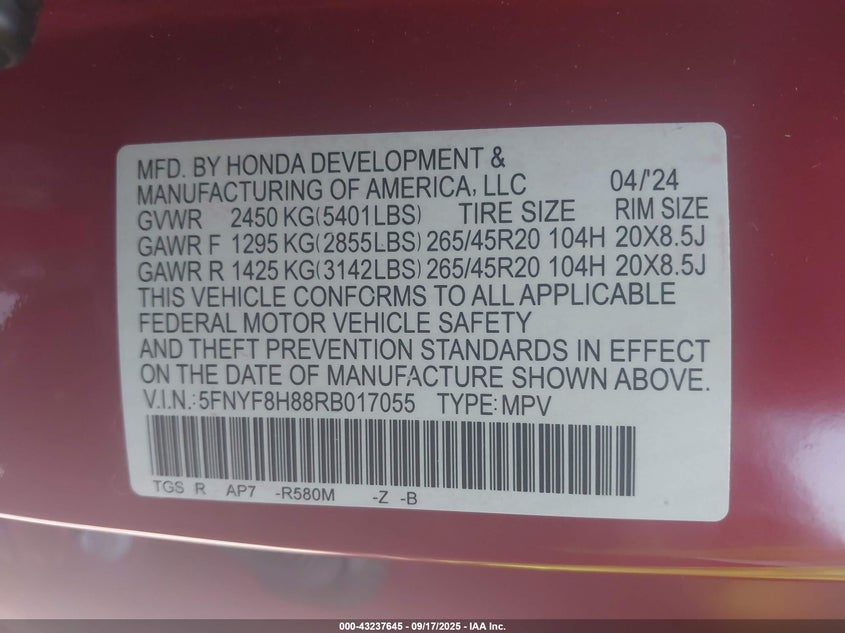 MFD. BY HONDA DEVELOPMENT &
MANUFACTURING OF AMERICA, LLC 04/'24
GVWR 2450 KG(5401LBS) TIRE SIZE RIM SIZE
GAWR F 1295 KG(2855LBS) 265/45R20 104H 20X8.5J
GAWR R 1425 KG(3142LBS) 265/45R20 104H 20X8.5J
THIS VEHICLE CONFORMS TO ALL APPLICABLE
FEDERAL MOTOR VEHICLE SAFETY
AND THEFT PREVENTION STANDARDS IN EFFECT
ON THE DATE OF MANUFACTURE SHOWN ABOVE.
V.I.N.:5FNYF8H88RB017055 TYPE:MPV
TGS R AP7 -R580M -Z -B
000-43237645 - 09/17/2025 - IAA Inc.